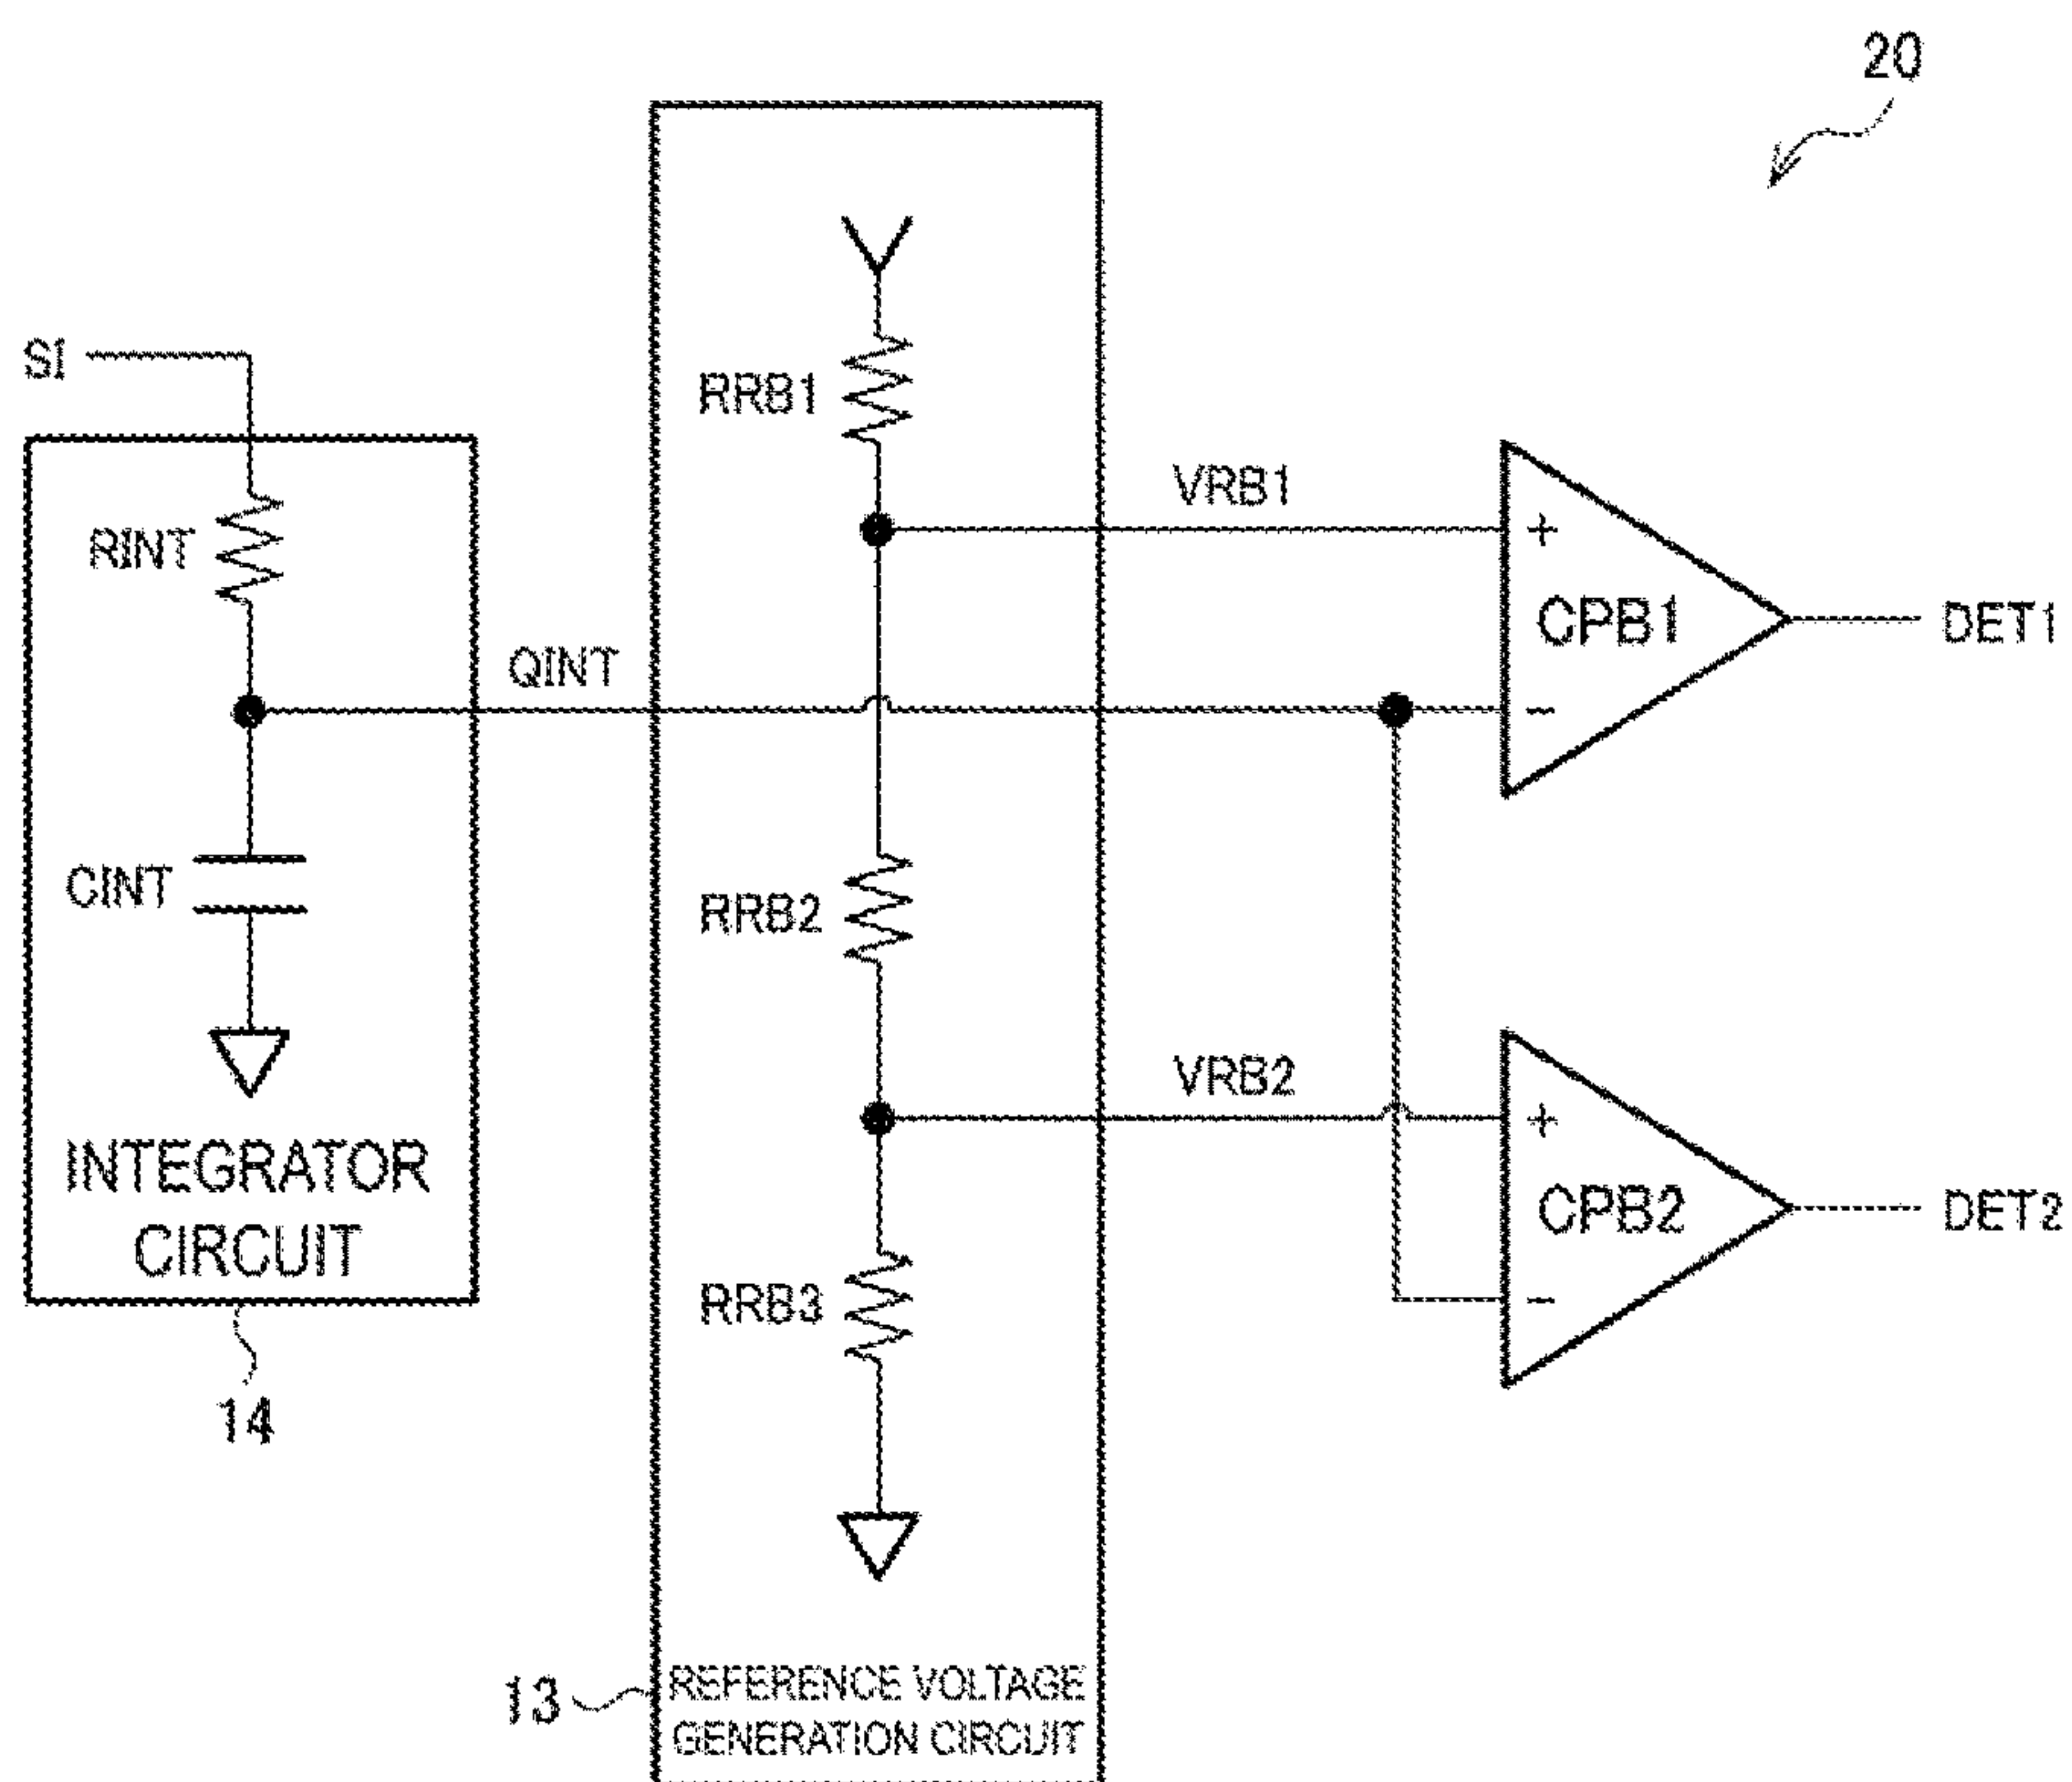 20
SI
RINT
QINT
CINT
INTEGRATOR
CIRCUIT
14
RRB1
RRB2
RRB3
REFERENCE VOLTAGE
GENERATION CIRCUIT
13
VRB1
+
CPB1
−
DET1
VRB2
+
CPB2
−
DET2